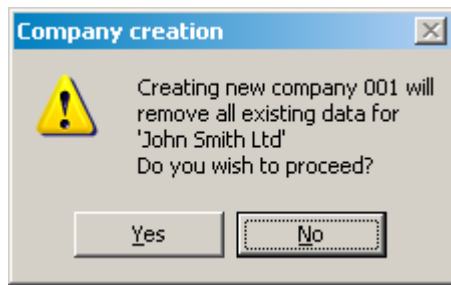 Company creation
Creating new company 001 will
remove all existing data for
'John Smith Ltd'
Do you wish to proceed?
Yes No